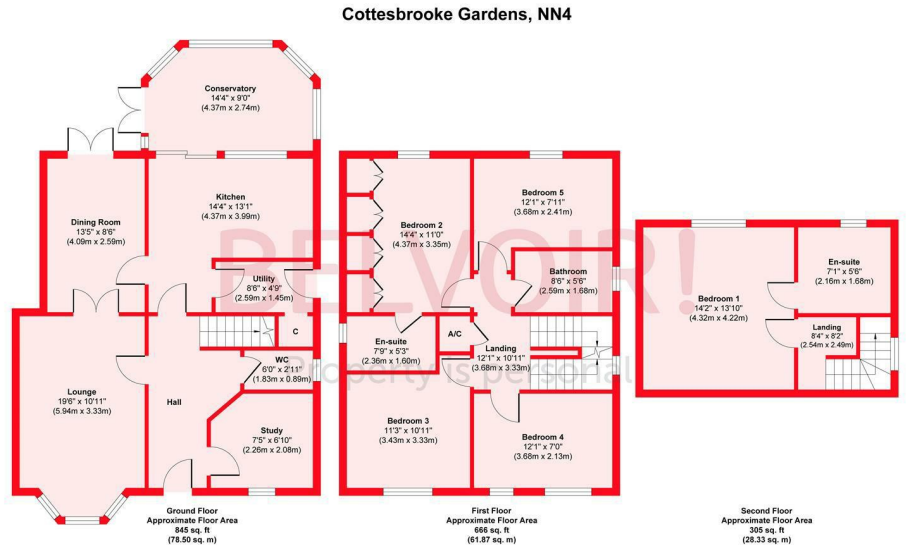 Cottesbrooke Gardens, NN4
Conservatory
14'4" x 9'0"
(4.37m x 2.74m)
Kitchen
14'4" x 13'1"
(4.37m x 3.99m)
Dining Room
13'5" x 8'6"
(4.09m x 2.59m)
Utility
8'6" x 4'9"
(2.59m x 1.45m)
C
WC
6'0" x 2'11"
(1.83m x 0.89m)
Lounge
19'6" x 10'11"
(5.94m x 3.33m)
Hall
Study
7'5" x 6'10"
(2.26m x 2.08m)
Ground Floor
Approximate Floor Area
845 sq. ft
(78.50 sq. m)
Bedroom 2
14'4" x 11'0"
(4.37m x 3.35m)
Bedroom 5
12'1" x 7'11"
(3.68m x 2.41m)
Bathroom
8'6" x 5'6"
(2.59m x 1.68m)
En-suite
7'9" x 5'3"
(2.36m x 1.60m)
A/C
Landing
12'1" x 10'11"
(3.68m x 3.33m)
Bedroom 3
11'3" x 10'11"
(3.43m x 3.33m)
Bedroom 4
12'1" x 7'0"
(3.68m x 2.13m)
First Floor
Approximate Floor Area
666 sq. ft
(61.87 sq. m)
Bedroom 1
14'2" x 13'10"
(4.32m x 4.22m)
En-suite
7'1" x 5'6"
(2.16m x 1.68m)
Landing
8'4" x 8'2"
(2.54m x 2.49m)
Second Floor
Approximate Floor Area
305 sq. ft
(28.33 sq. m)
BELVOIR!
Property is personal